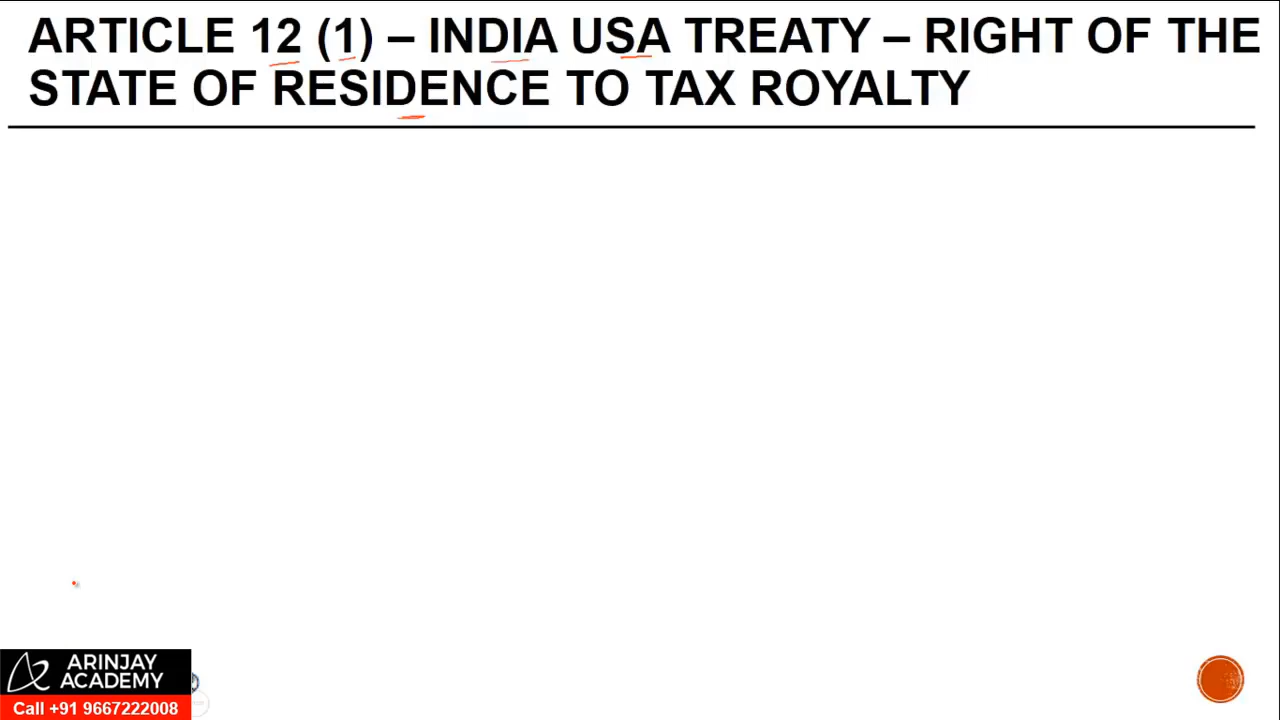 ARTICLE 12 (1) – INDIA USA TREATY – RIGHT OF THE
STATE OF RESIDENCE TO TAX ROYALTY
ARINJAY
ACADEMY
Call +91 9667222008